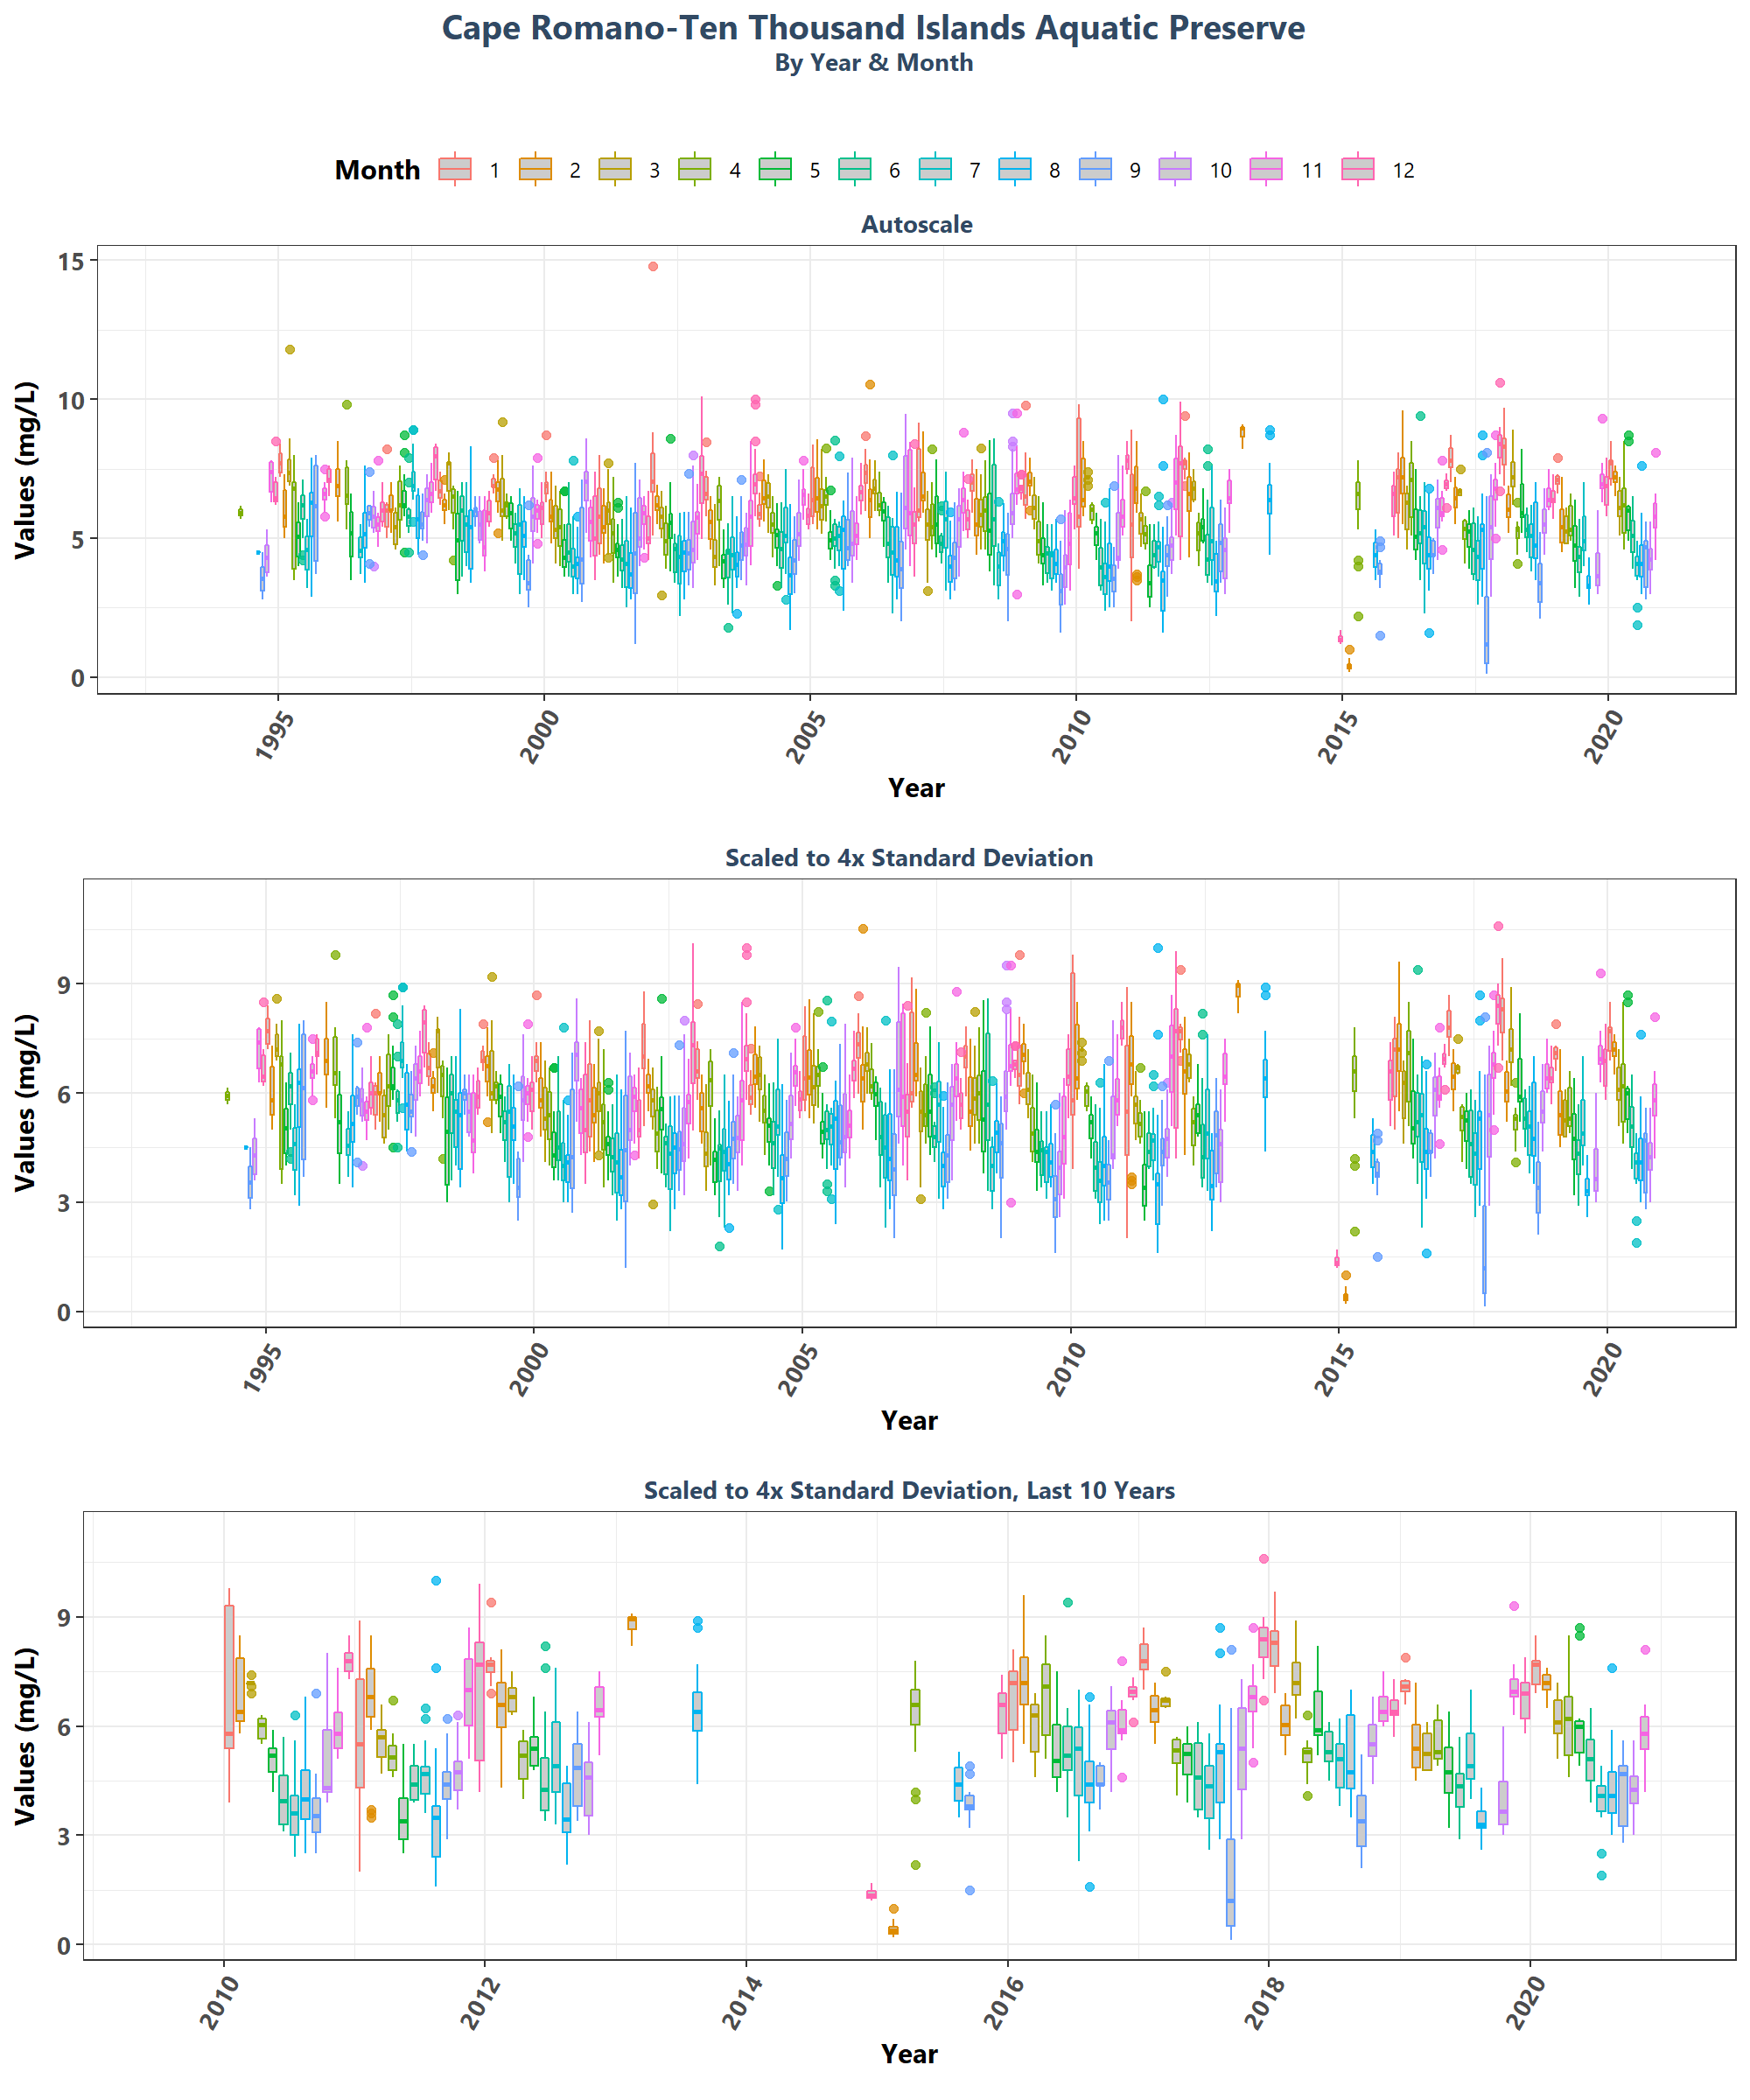 Cape Romano-Ten Thousand Islands Aquatic Preserve
By Year & Month
Month 1 2 3 4 5 6 7 8 9 10 11 12
Autoscale
Values (mg/L)
15
10
5
0
1995 2000 2005 2010 2015 2020
Year
Scaled to 4x Standard Deviation
Values (mg/L)
9
6
3
0
1995 2000 2005 2010 2015 2020
Year
Scaled to 4x Standard Deviation, Last 10 Years
Values (mg/L)
9
6
3
0
2010 2012 2014 2016 2018 2020
Year